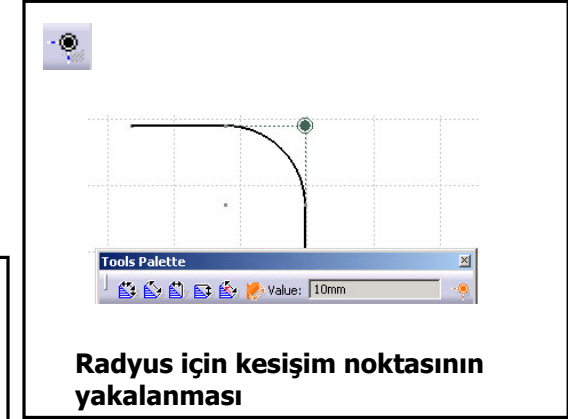 Tools Palette
Value: 10mm
Radyus için kesişim noktasının
yakalanması